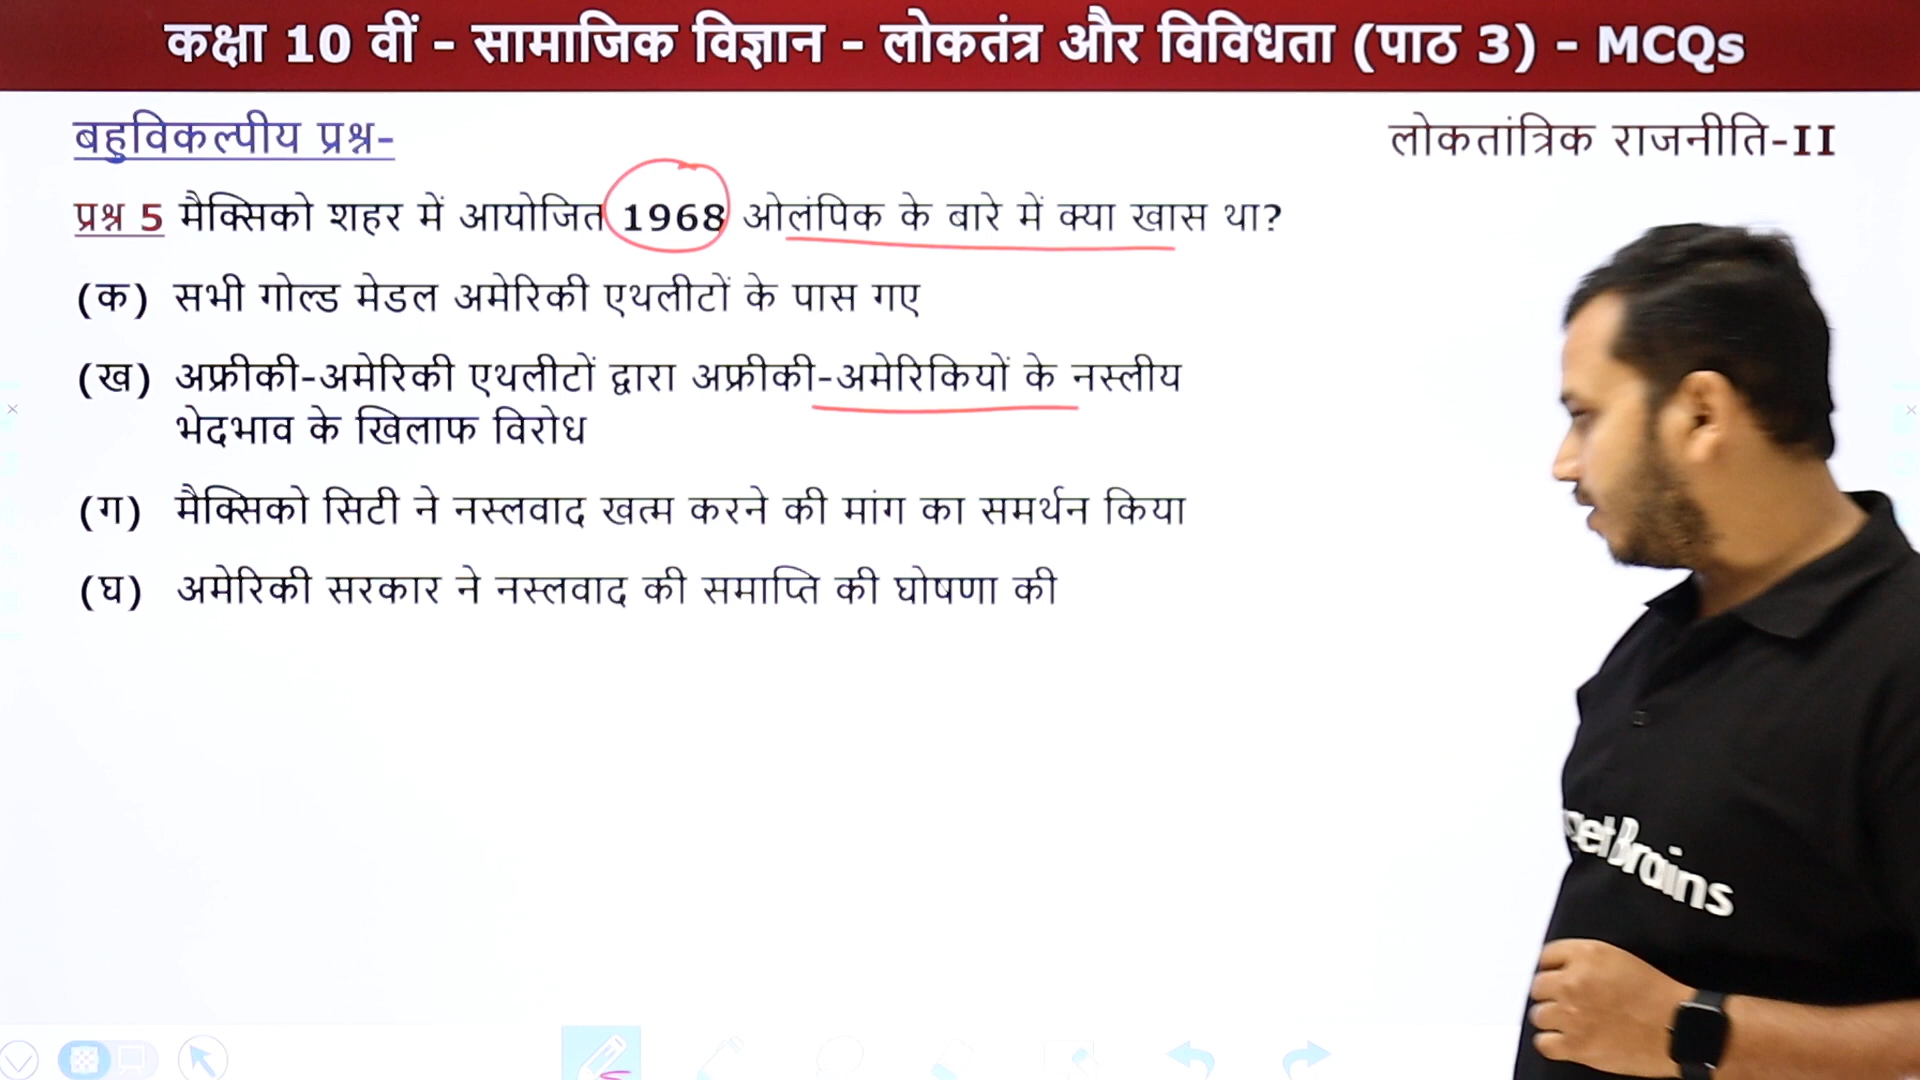 कक्षा 10 वीं - सामाजिक विज्ञान - लोकतंत्र और विविधता (पाठ 3) - MCQs
बहुविकल्पीय प्रश्न-
लोकतांत्रिक राजनीति-II
प्रश्न 5 मैक्सिको शहर में आयोजित 1968 ओलंपिक के बारे में क्या खास था?
(क) सभी गोल्ड मेडल अमेरिकी एथलीटों के पास गए
(ख) अफ्रीकी-अमेरिकी एथलीटों द्वारा अफ्रीकी-अमेरिकियों के नस्लीय
भेदभाव के खिलाफ विरोध
(ग) मैक्सिको सिटी ने नस्लवाद खत्म करने की मांग का समर्थन किया
(घ) अमेरिकी सरकार ने नस्लवाद की समाप्ति की घोषणा की
getBrains